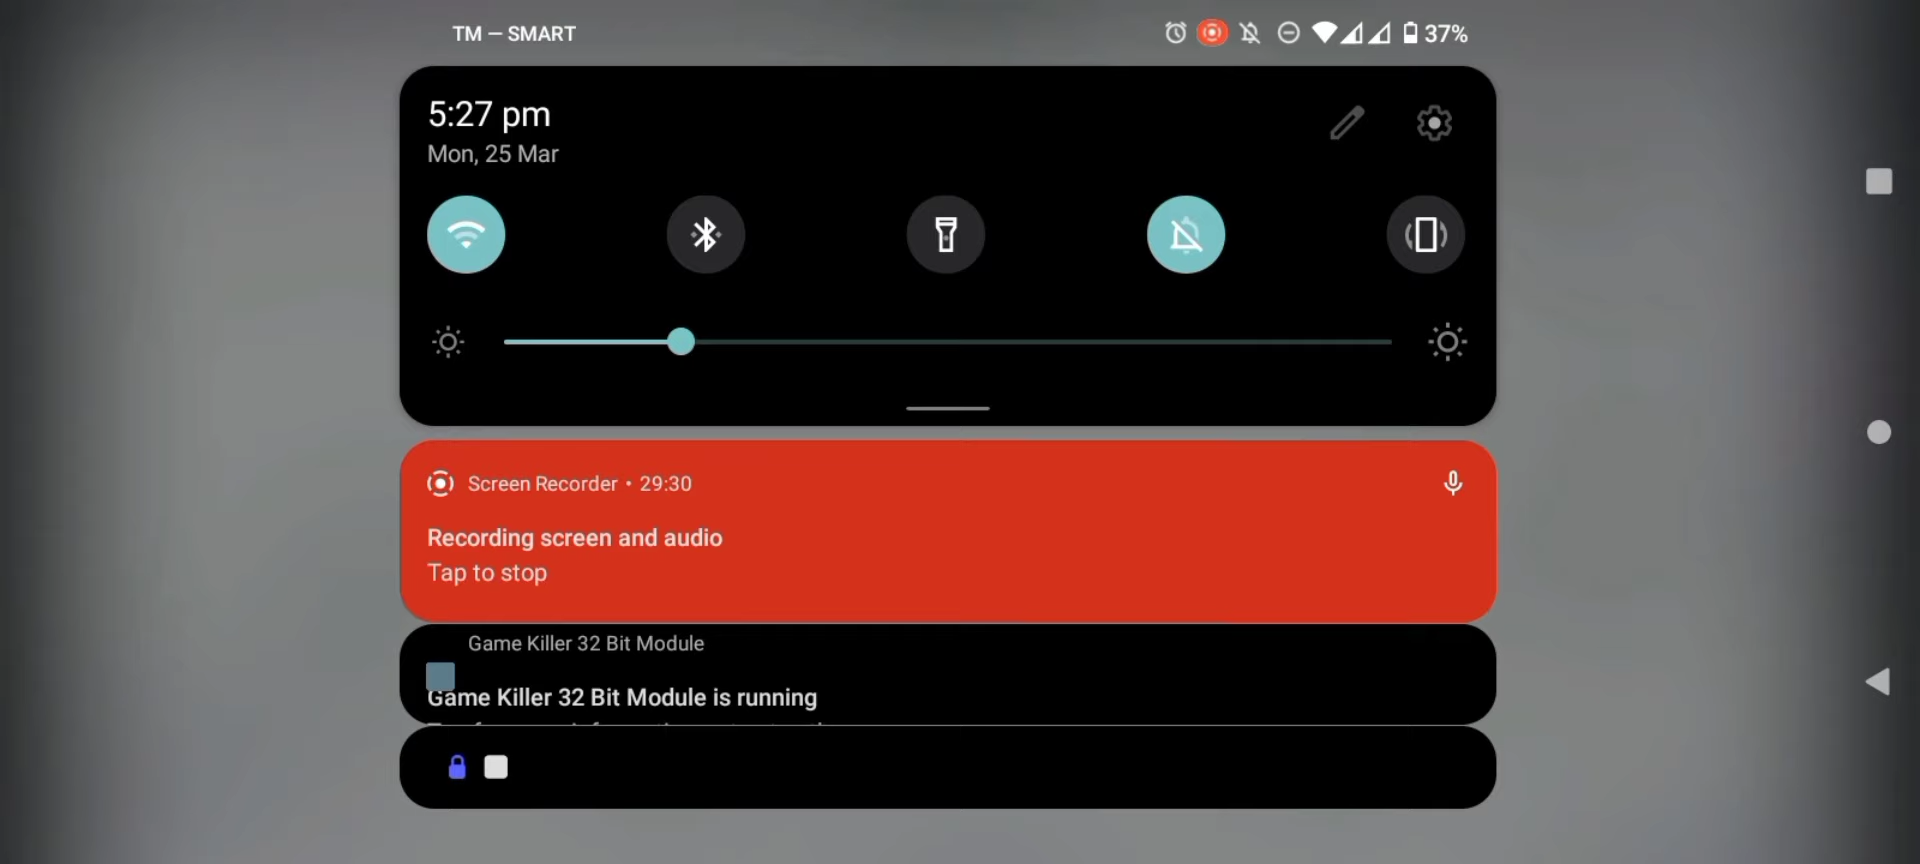 TM — SMART
37%
5:27 pm
Mon, 25 Mar
Screen Recorder • 29:30
Recording screen and audio
Tap to stop
Game Killer 32 Bit Module
Game Killer 32 Bit Module is running